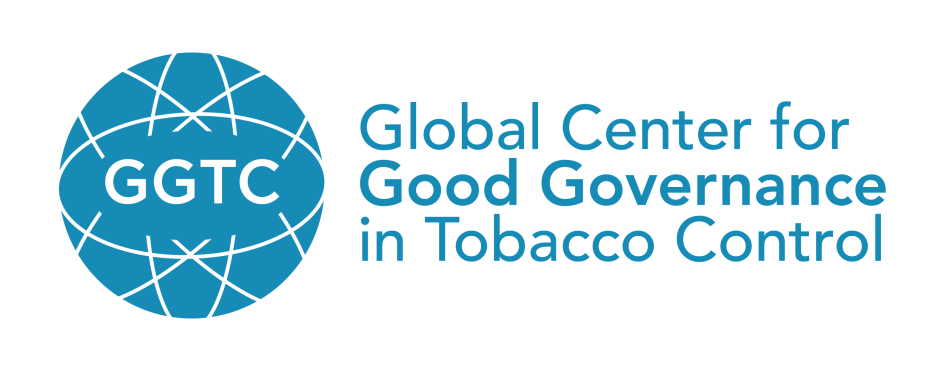 GGTC
Global Center for
Good Governance
in Tobacco Control